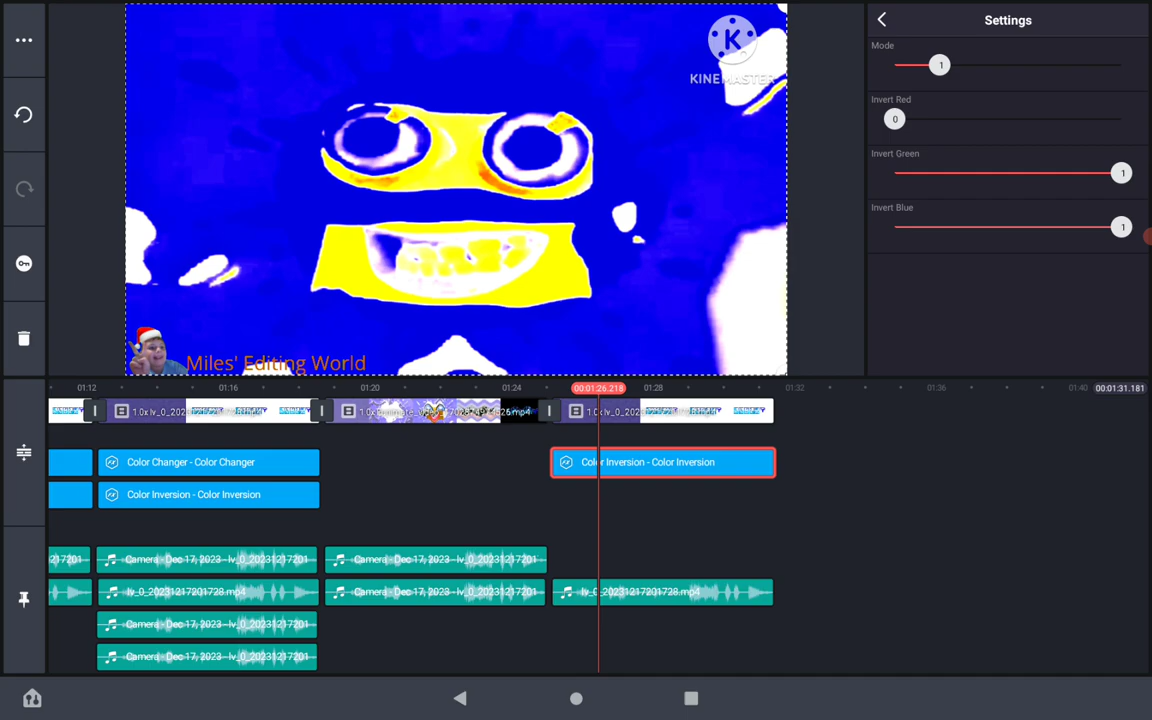 Settings
Mode
1
Invert Red
0
Invert Green
1
Invert Blue
1
KINEMASTER
Miles' Editing World
01:12
01:16
01:20
01:24
00:01:26.218
01:28
01:32
01:36
01:40
00:01:31.181
Color Changer - Color Changer
Color Inversion - Color Inversion
Color Inversion - Color Inversion
17201
Camera - Dec 17, 2023 - lv_0_20231217201
Camera - Dec 17, 2023 - lv_0_20231217201
lv_0_20231217201728.mp4
Camera - Dec 17, 2023 - lv_0_20231217201
lv_0_20231217201728.mp4
Camera - Dec 17, 2023 - lv_0_20231217201
Camera - Dec 17, 2023 - lv_0_20231217201